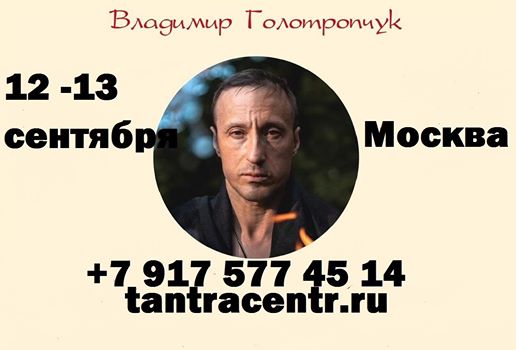 Владимир Голотропчук
12 -13
сентября
Москва
+7 917 577 45 14
tantracentr.ru